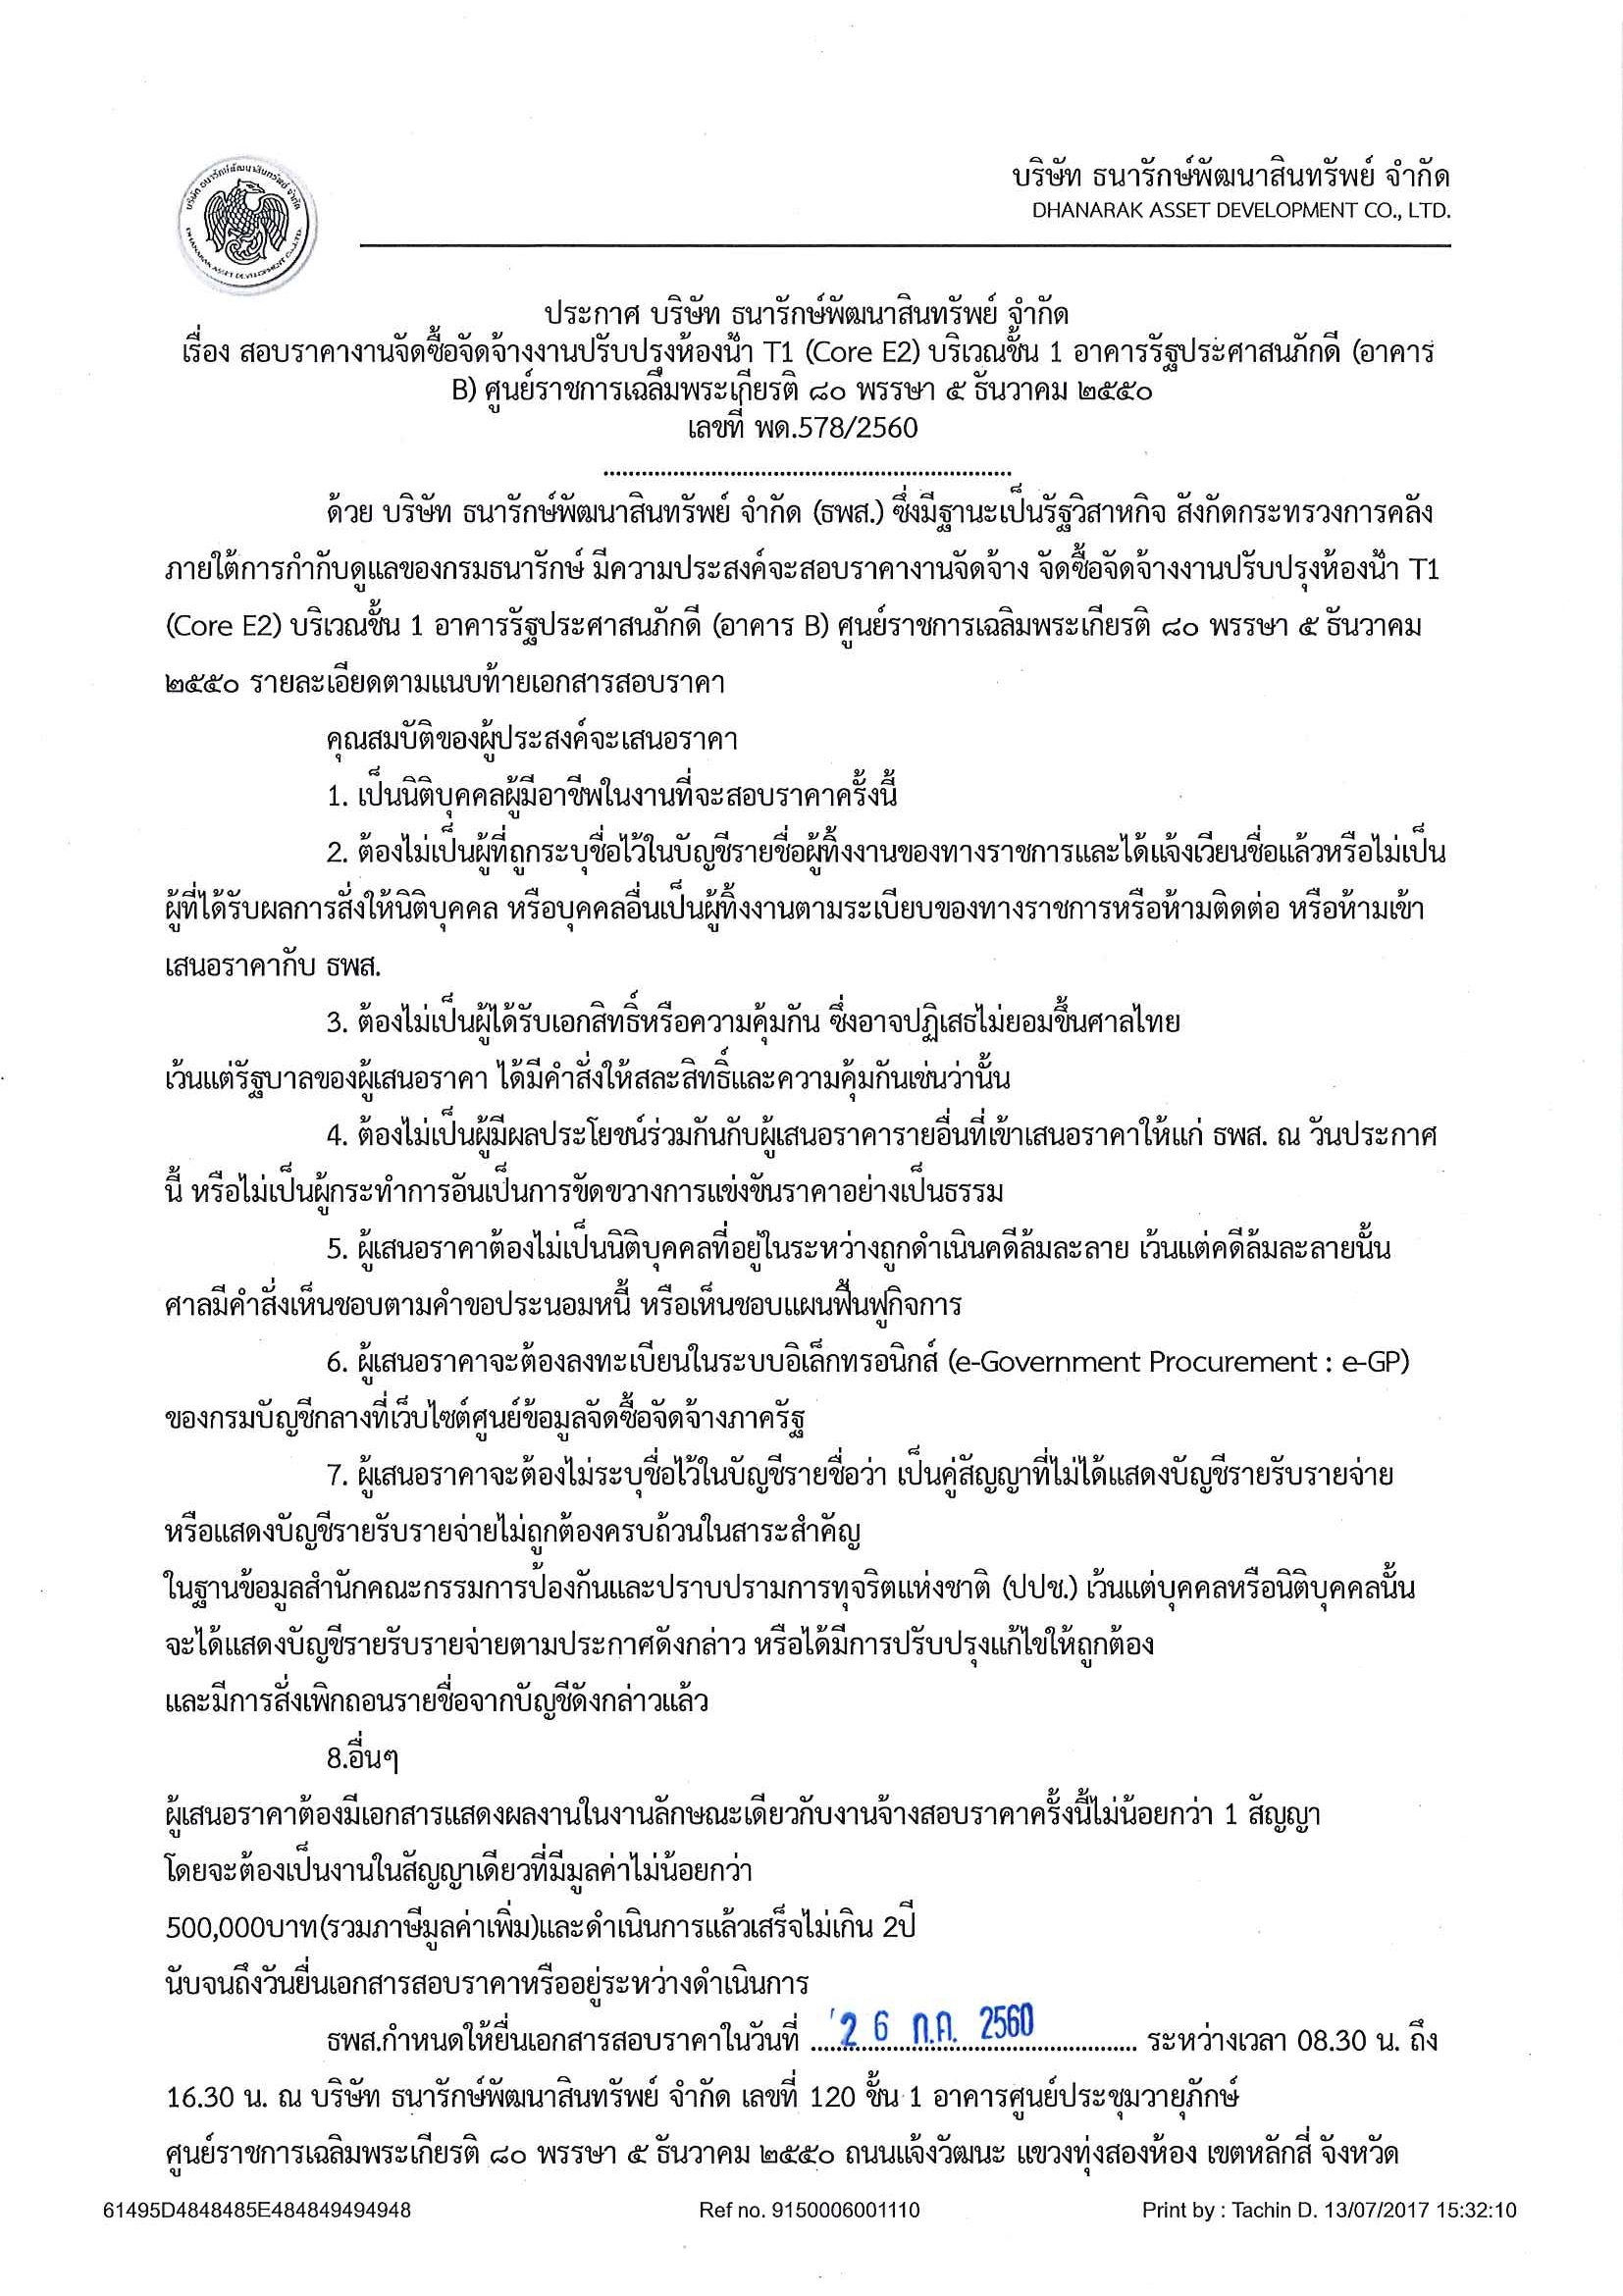 บริษัท ธนารักษ์พัฒนาสินทรัพย์ จำกัด
DHANARAK ASSET DEVELOPMENT CO., LTD.
บริษัท ธนารักษ์พัฒนาสินทรัพย์ จำกัด
DHANARAK ASSET DEVELOPMENT CO.,LTD.
ประกาศ บริษัท ธนารักษ์พัฒนาสินทรัพย์ จำกัด
เรื่อง สอบราคางานจัดซื้อจัดจ้างงานปรับปรุงห้องน้ำ T1 (Core E2) บริเวณชั้น 1 อาคารรัฐประศาสนภักดี (อาคาร
B) ศูนย์ราชการเฉลิมพระเกียรติ ๘๐ พรรษา ๕ ธันวาคม ๒๕๕๐
เลขที่ พด.578/2560
................................................................
ด้วย บริษัท ธนารักษ์พัฒนาสินทรัพย์ จำกัด (ธพส.) ซึ่งมีฐานะเป็นรัฐวิสาหกิจ สังกัดกระทรวงการคลัง
ภายใต้การกำกับดูแลของกรมธนารักษ์ มีความประสงค์จะสอบราคางานจัดจ้าง จัดซื้อจัดจ้างงานปรับปรุงห้องน้ำ T1
(Core E2) บริเวณชั้น 1 อาคารรัฐประศาสนภักดี (อาคาร B) ศูนย์ราชการเฉลิมพระเกียรติ ๘๐ พรรษา ๕ ธันวาคม
๒๕๕๐ รายละเอียดตามแนบท้ายเอกสารสอบราคา
คุณสมบัติของผู้ประสงค์จะเสนอราคา
1. เป็นนิติบุคคลผู้มีอาชีพในงานที่จะสอบราคาครั้งนี้
2. ต้องไม่เป็นผู้ที่ถูกระบุชื่อไว้ในบัญชีรายชื่อผู้ทิ้งงานของทางราชการและได้แจ้งเวียนชื่อแล้วหรือไม่เป็น
ผู้ที่ได้รับผลการสั่งให้นิติบุคคล หรือบุคคลอื่นเป็นผู้ทิ้งงานตามระเบียบของทางราชการหรือห้ามติดต่อ หรือห้ามเข้า
เสนอราคากับ ธพส.
3. ต้องไม่เป็นผู้ได้รับเอกสิทธิ์หรือความคุ้มกัน ซึ่งอาจปฏิเสธไม่ยอมขึ้นศาลไทย
เว้นแต่รัฐบาลของผู้เสนอราคา ได้มีคำสั่งให้สละสิทธิ์และความคุ้มกันเช่นว่านั้น
4. ต้องไม่เป็นผู้มีผลประโยชน์ร่วมกันกับผู้เสนอราคารายอื่นที่เข้าเสนอราคาให้แก่ ธพส. ณ วันประกาศ
นี้ หรือไม่เป็นผู้กระทำการอันเป็นการขัดขวางการแข่งขันราคาอย่างเป็นธรรม
5. ผู้เสนอราคาต้องไม่เป็นนิติบุคคลที่อยู่ในระหว่างถูกดำเนินคดีล้มละลาย เว้นแต่คดีล้มละลายนั้น
ศาลมีคำสั่งเห็นชอบตามคำขอประนอมหนี้ หรือเห็นชอบแผนฟื้นฟูกิจการ
6. ผู้เสนอราคาจะต้องลงทะเบียนในระบบอิเล็กทรอนิกส์ (e-Government Procurement : e-GP)
ของกรมบัญชีกลางที่เว็บไซต์ศูนย์ข้อมูลจัดซื้อจัดจ้างภาครัฐ
7. ผู้เสนอราคาจะต้องไม่ระบุชื่อไว้ในบัญชีรายชื่อว่า เป็นคู่สัญญาที่ไม่ได้แสดงบัญชีรายรับรายจ่าย
หรือแสดงบัญชีรายรับรายจ่ายไม่ถูกต้องครบถ้วนในสาระสำคัญ
ในฐานข้อมูลสำนักคณะกรรมการป้องกันและปราบปรามการทุจริตแห่งชาติ (ปปช.) เว้นแต่บุคคลหรือนิติบุคคลนั้น
จะได้แสดงบัญชีรายรับรายจ่ายตามประกาศดังกล่าว หรือได้มีการปรับปรุงแก้ไขให้ถูกต้อง
และมีการสั่งเพิกถอนรายชื่อจากบัญชีดังกล่าวแล้ว
8.อื่นๆ
ผู้เสนอราคาต้องมีเอกสารแสดงผลงานในงานลักษณะเดียวกับงานจ้างสอบราคาครั้งนี้ไม่น้อยกว่า 1 สัญญา
โดยจะต้องเป็นงานในสัญญาเดียวที่มีมูลค่าไม่น้อยกว่า
500,000บาท(รวมภาษีมูลค่าเพิ่ม)และดำเนินการแล้วเสร็จไม่เกิน 2ปี
นับจนถึงวันยื่นเอกสารสอบราคาหรืออยู่ระหว่างดำเนินการ
ธพส.กำหนดให้ยื่นเอกสารสอบราคาในวันที่ ....26 ก.ค. 2560.... ระหว่างเวลา 08.30 น. ถึง
16.30 น. ณ บริษัท ธนารักษ์พัฒนาสินทรัพย์ จำกัด เลขที่ 120 ชั้น 1 อาคารศูนย์ประชุมวายุภักษ์
ศูนย์ราชการเฉลิมพระเกียรติ ๘๐ พรรษา ๕ ธันวาคม ๒๕๕๐ ถนนแจ้งวัฒนะ แขวงทุ่งสองห้อง เขตหลักสี่ จังหวัด
61495D4848485E484849494948 Ref no. 9150006001110 Print by : Tachin D. 13/07/2017 15:32:10